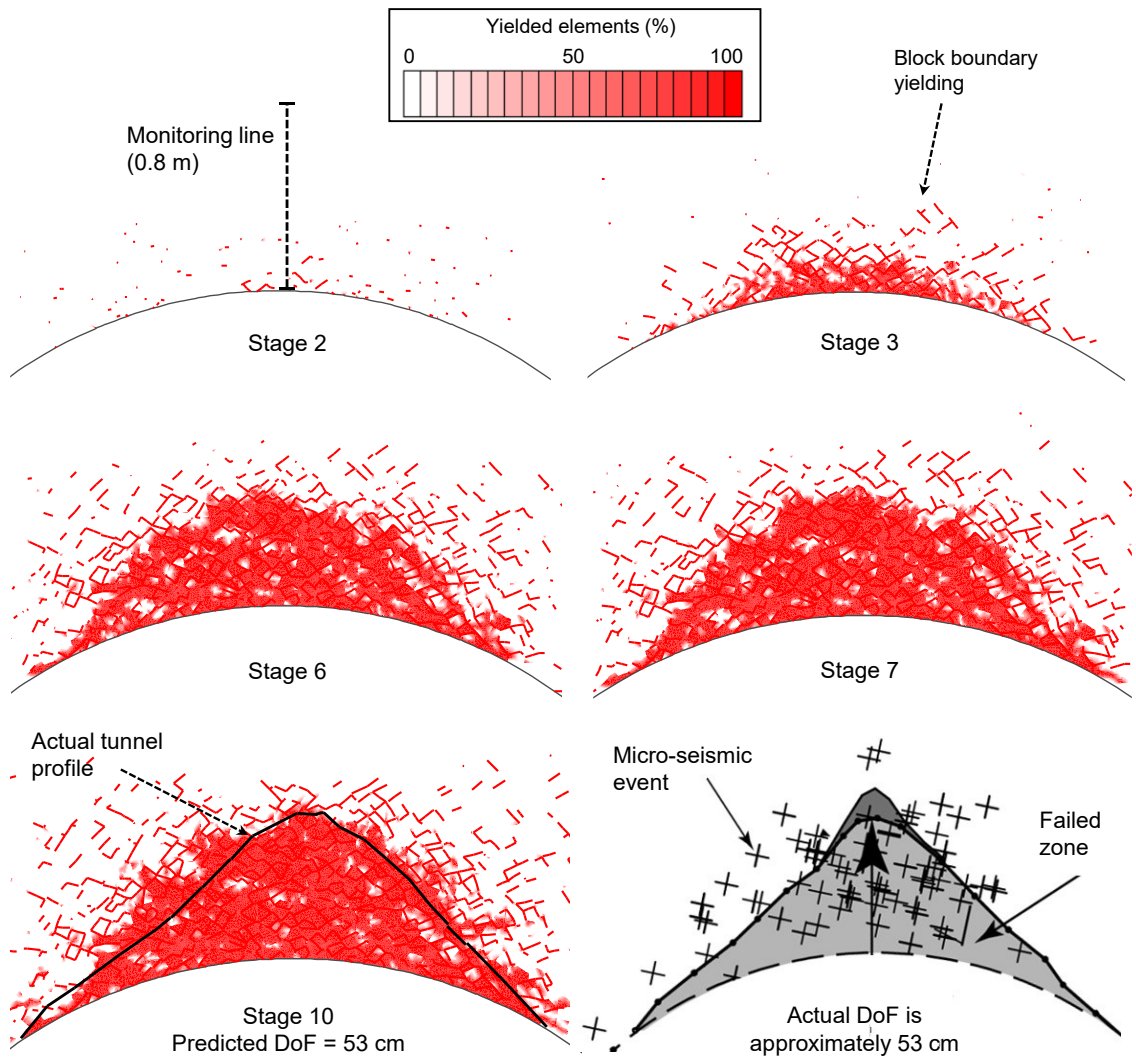 Yielded elements (%)
0 50 100
Block boundary
yielding
Monitoring line
(0.8 m)
Stage 2
Stage 3
Stage 6
Stage 7
Actual tunnel
profile
Stage 10
Predicted DoF = 53 cm
Micro-seismic
event
Failed
zone
Actual DoF is
approximately 53 cm